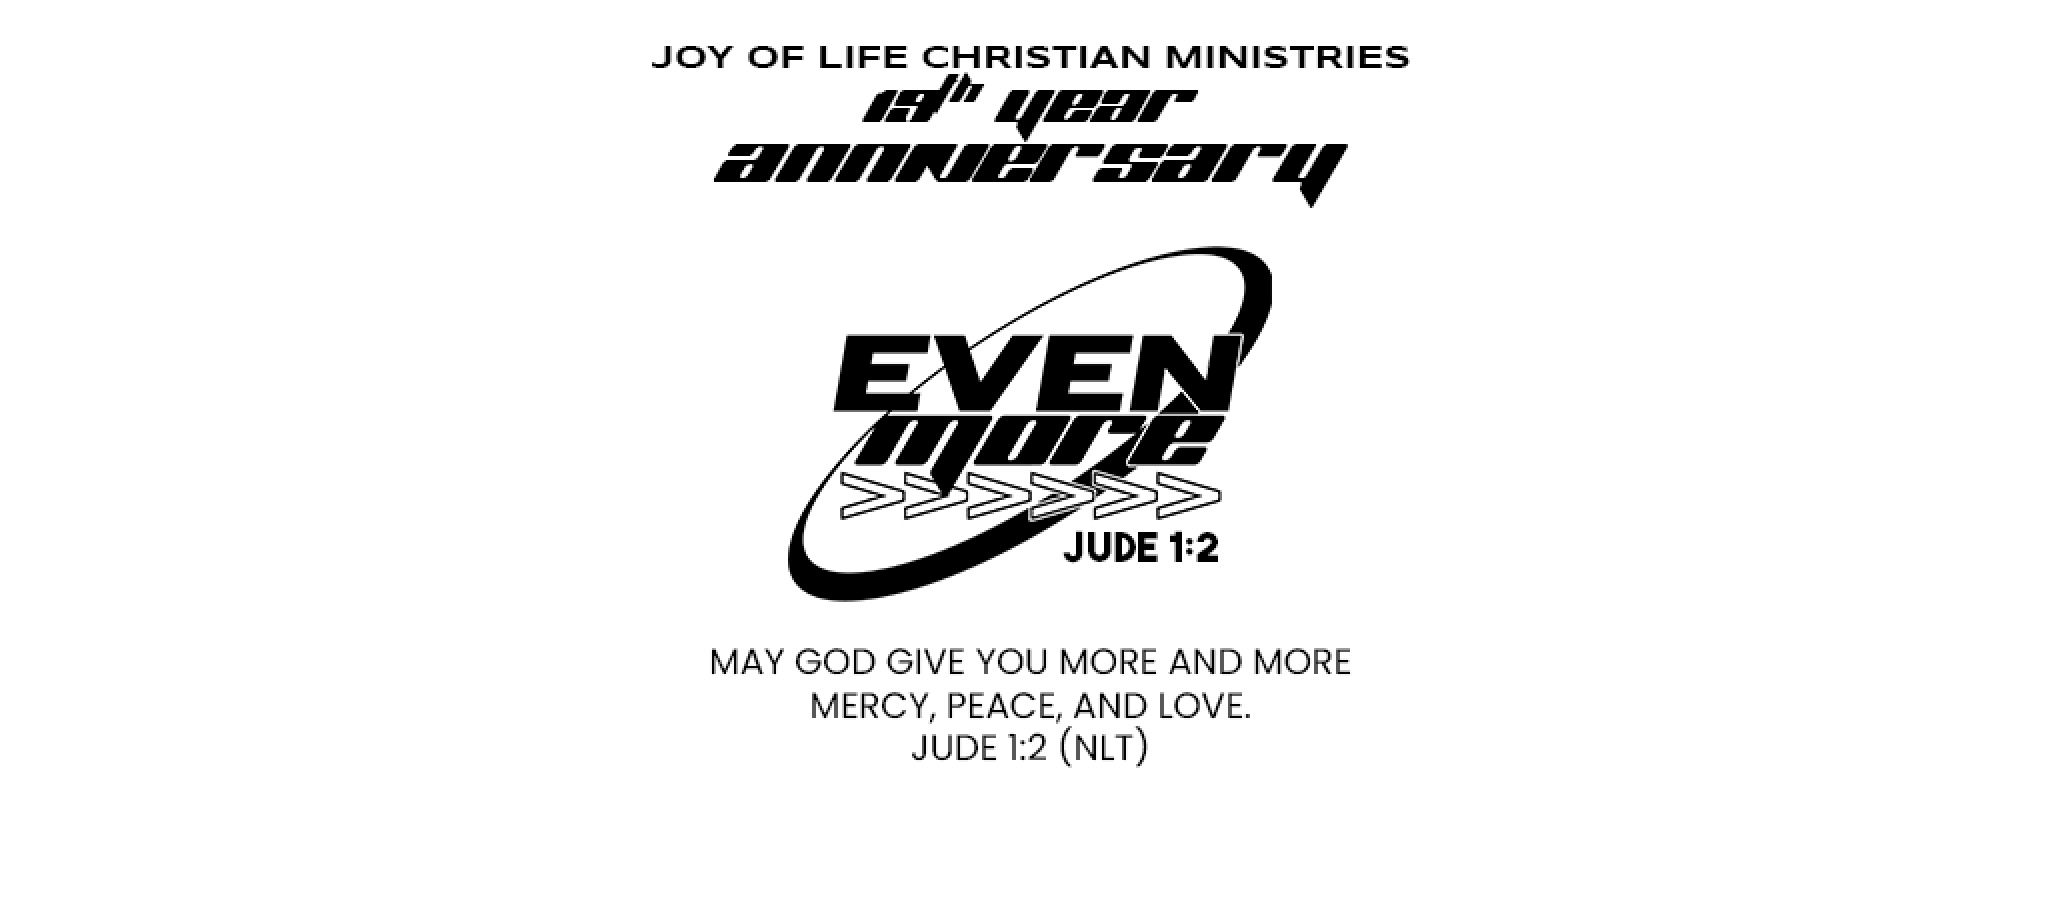 JOY OF LIFE CHRISTIAN MINISTRIES
19th year
anniversary
EVEN
more
JUDE 1:2
MAY GOD GIVE YOU MORE AND MORE
MERCY, PEACE, AND LOVE.
JUDE 1:2 (NLT)